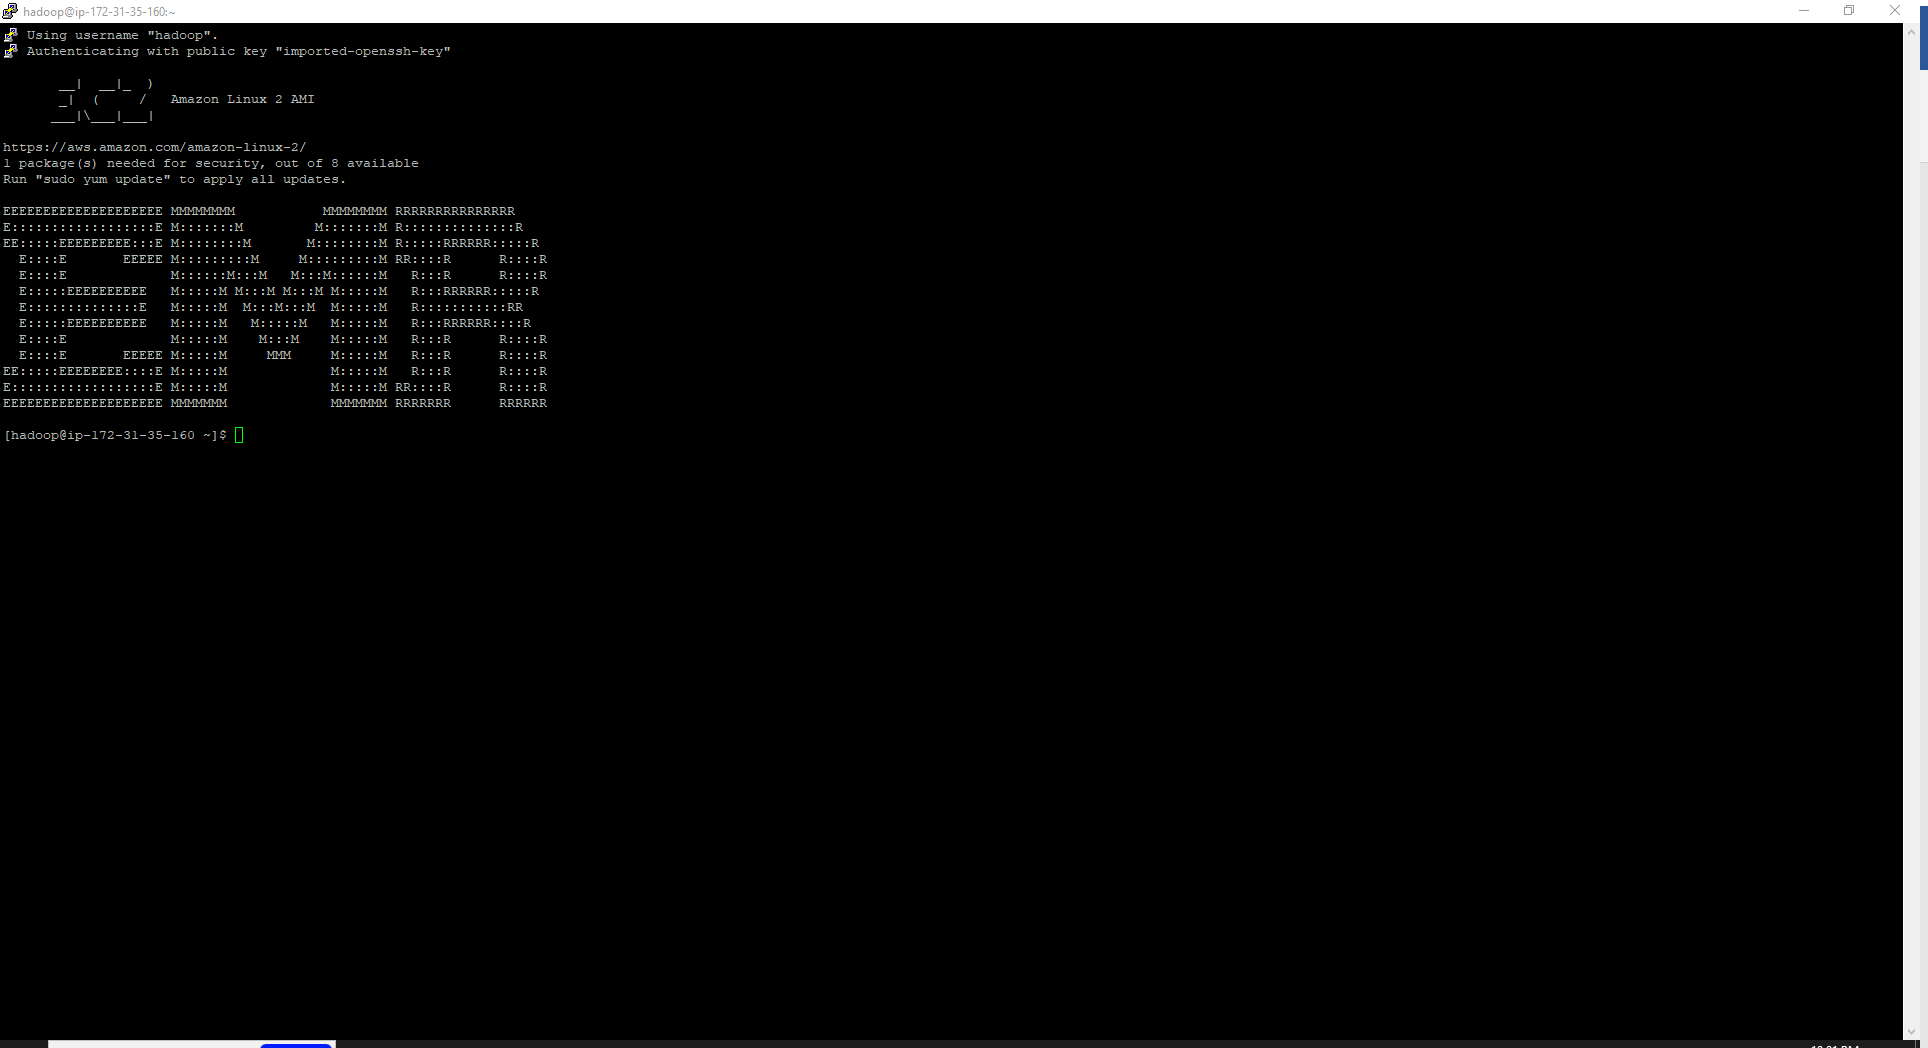 hadoop@ip-172-31-35-160:~
Using username "hadoop".
Authenticating with public key "imported-openssh-key"
       __|  __|_  )
       _|  (     /   Amazon Linux 2 AMI
      ___|\___|___|
https://aws.amazon.com/amazon-linux-2/
1 package(s) needed for security, out of 8 available
Run "sudo yum update" to apply all updates.
EEEEEEEEEEEEEEEEEEEE MMMMMMMM           MMMMMMMM RRRRRRRRRRRRRRR
E::::::::::::::::::E M:::::::M         M:::::::M R::::::::::::::R
EE:::::EEEEEEEEE:::E M::::::::M       M::::::::M R:::::RRRRRR:::::R
  E::::E       EEEEE M:::::::::M     M:::::::::M RR::::R      R::::R
  E::::E             M::::::M:::M   M:::M::::::M   R:::R      R::::R
  E:::::EEEEEEEEEE   M:::::M M:::M M:::M M:::::M   R:::RRRRRR:::::R
  E::::::::::::::E   M:::::M  M:::M:::M  M:::::M   R:::::::::::RR
  E:::::EEEEEEEEEE   M:::::M   M:::::M   M:::::M   R:::RRRRRR::::R
  E::::E             M:::::M    M:::M    M:::::M   R:::R      R::::R
  E::::E       EEEEE M:::::M     MMM     M:::::M   R:::R      R::::R
EE:::::EEEEEEEE::::E M:::::M             M:::::M   R:::R      R::::R
E::::::::::::::::::E M:::::M             M:::::M RR::::R      R::::R
EEEEEEEEEEEEEEEEEEEE MMMMMMM             MMMMMMM RRRRRRR      RRRRRR
[hadoop@ip-172-31-35-160 ~]$